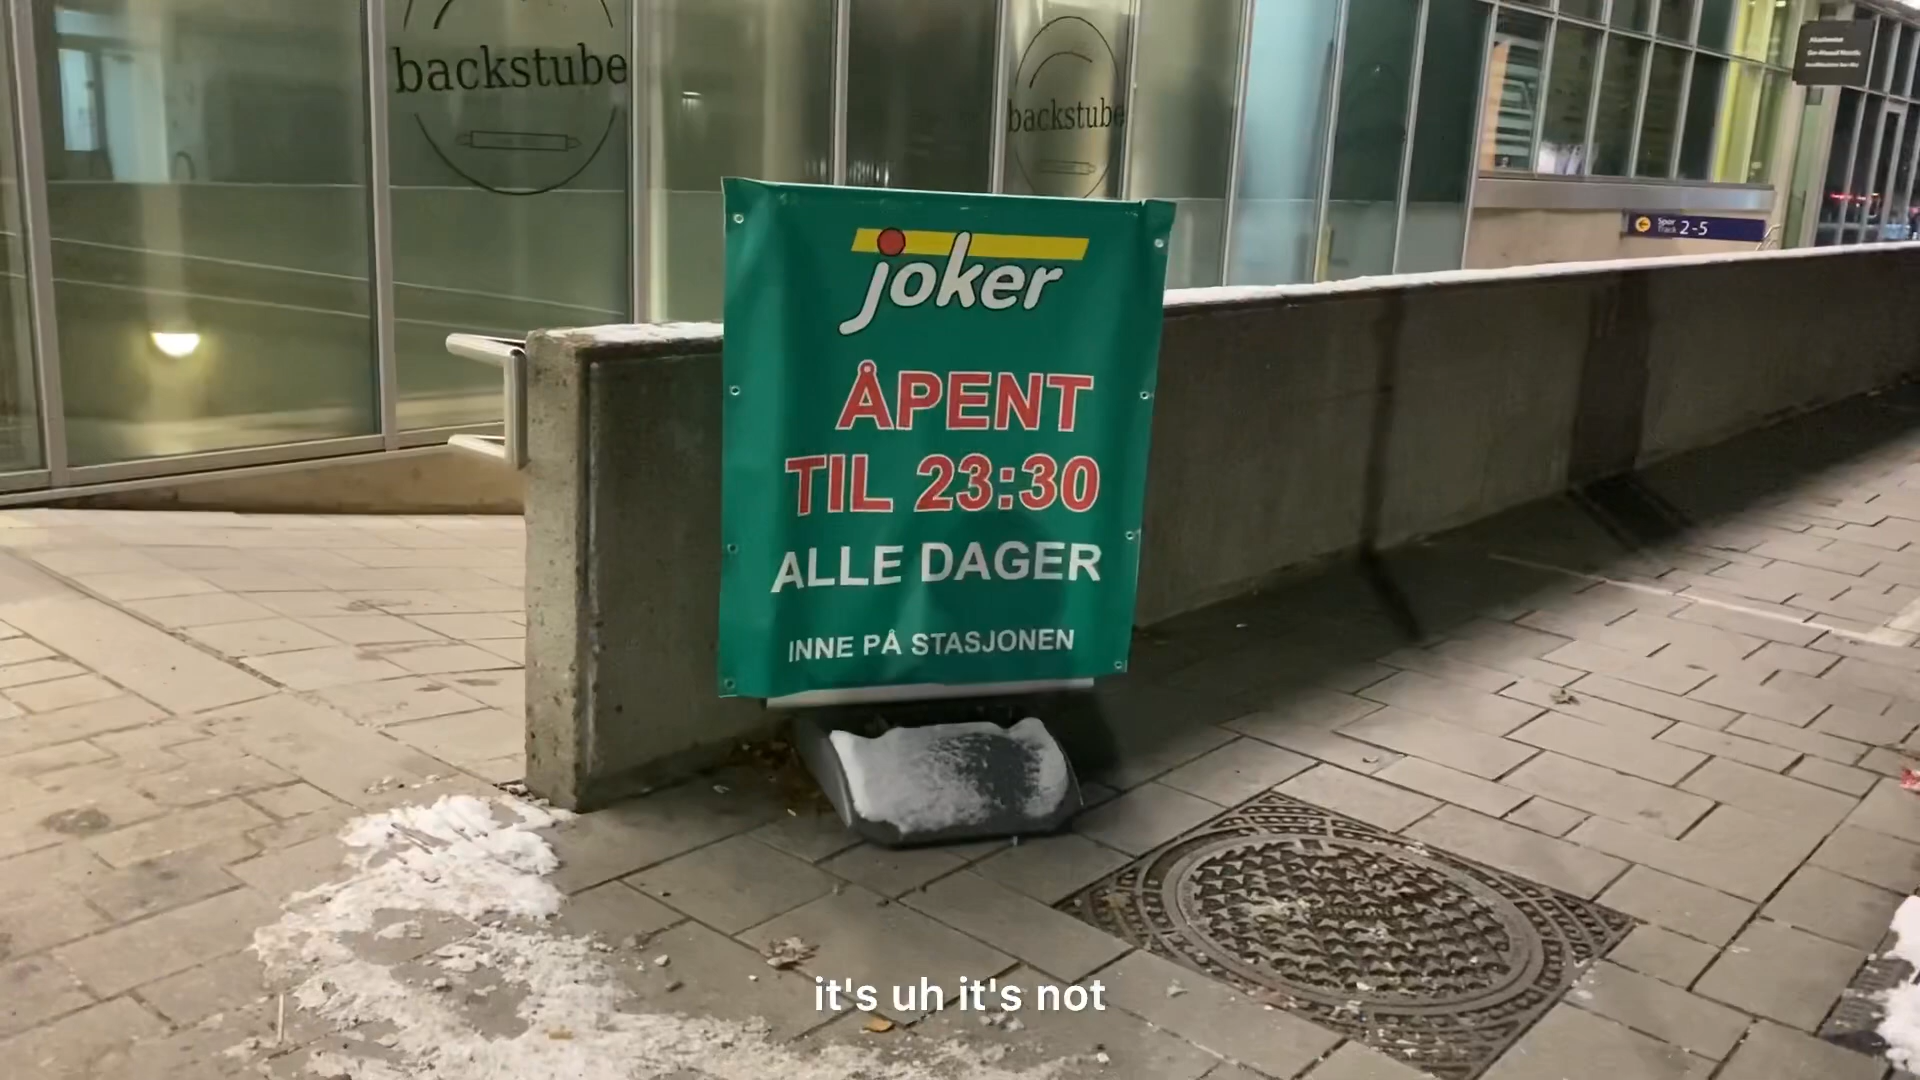 backstube
backstube
Spor
Track 2-5
joker
ÅPENT
TIL 23:30
ALLE DAGER
INNE PÅ STASJONEN
it's uh it's not